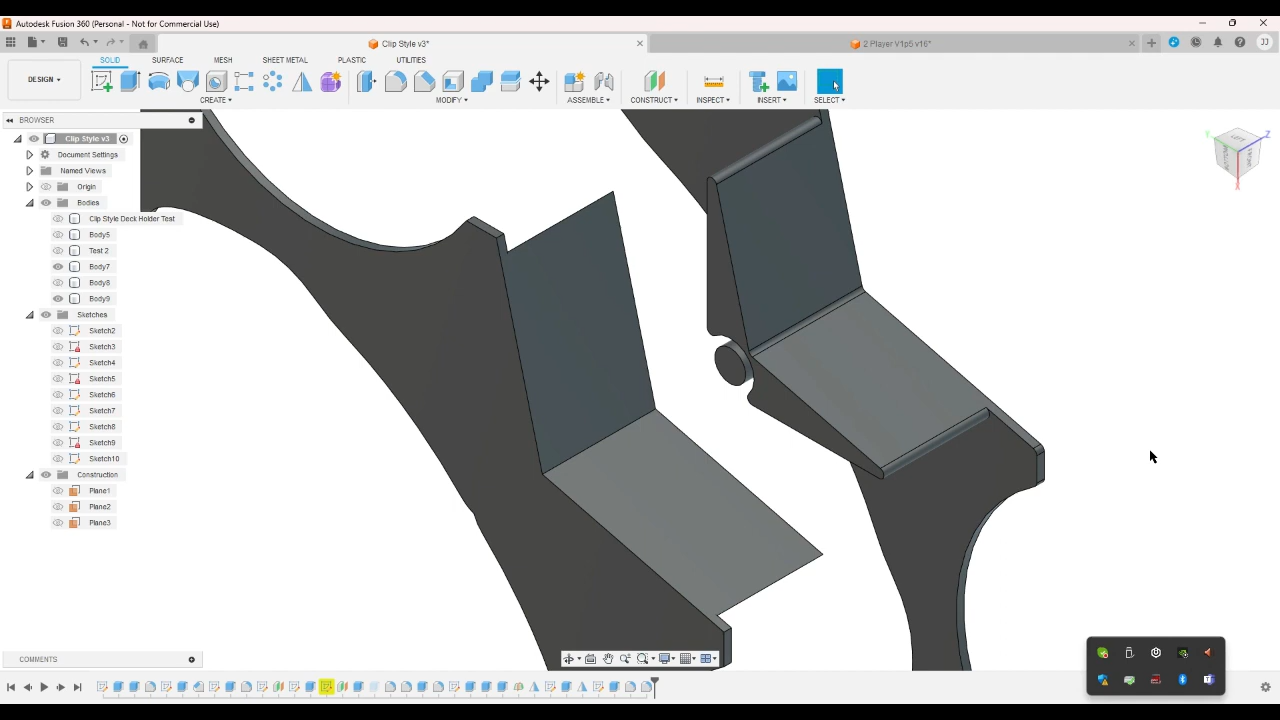 Autodesk Fusion 360 (Personal - Not for Commercial Use)
Clip Style v3*
2 Player V1p5 v16*
JJ
SOLID SURFACE MESH SHEET METAL PLASTIC UTILITIES
DESIGN
CREATE MODIFY ASSEMBLE CONSTRUCT INSPECT INSERT SELECT
BROWSER
Clip Style v3
Document Settings
Named Views
Origin
Bodies
Clip Style Deck Holder Test
Body5
Test 2
Body7
Body8
Body9
Sketches
Sketch2
Sketch3
Sketch4
Sketch5
Sketch6
Sketch7
Sketch8
Sketch9
Sketch10
Construction
Plane1
Plane2
Plane3
LEFT
Y
Z
X
COMMENTS